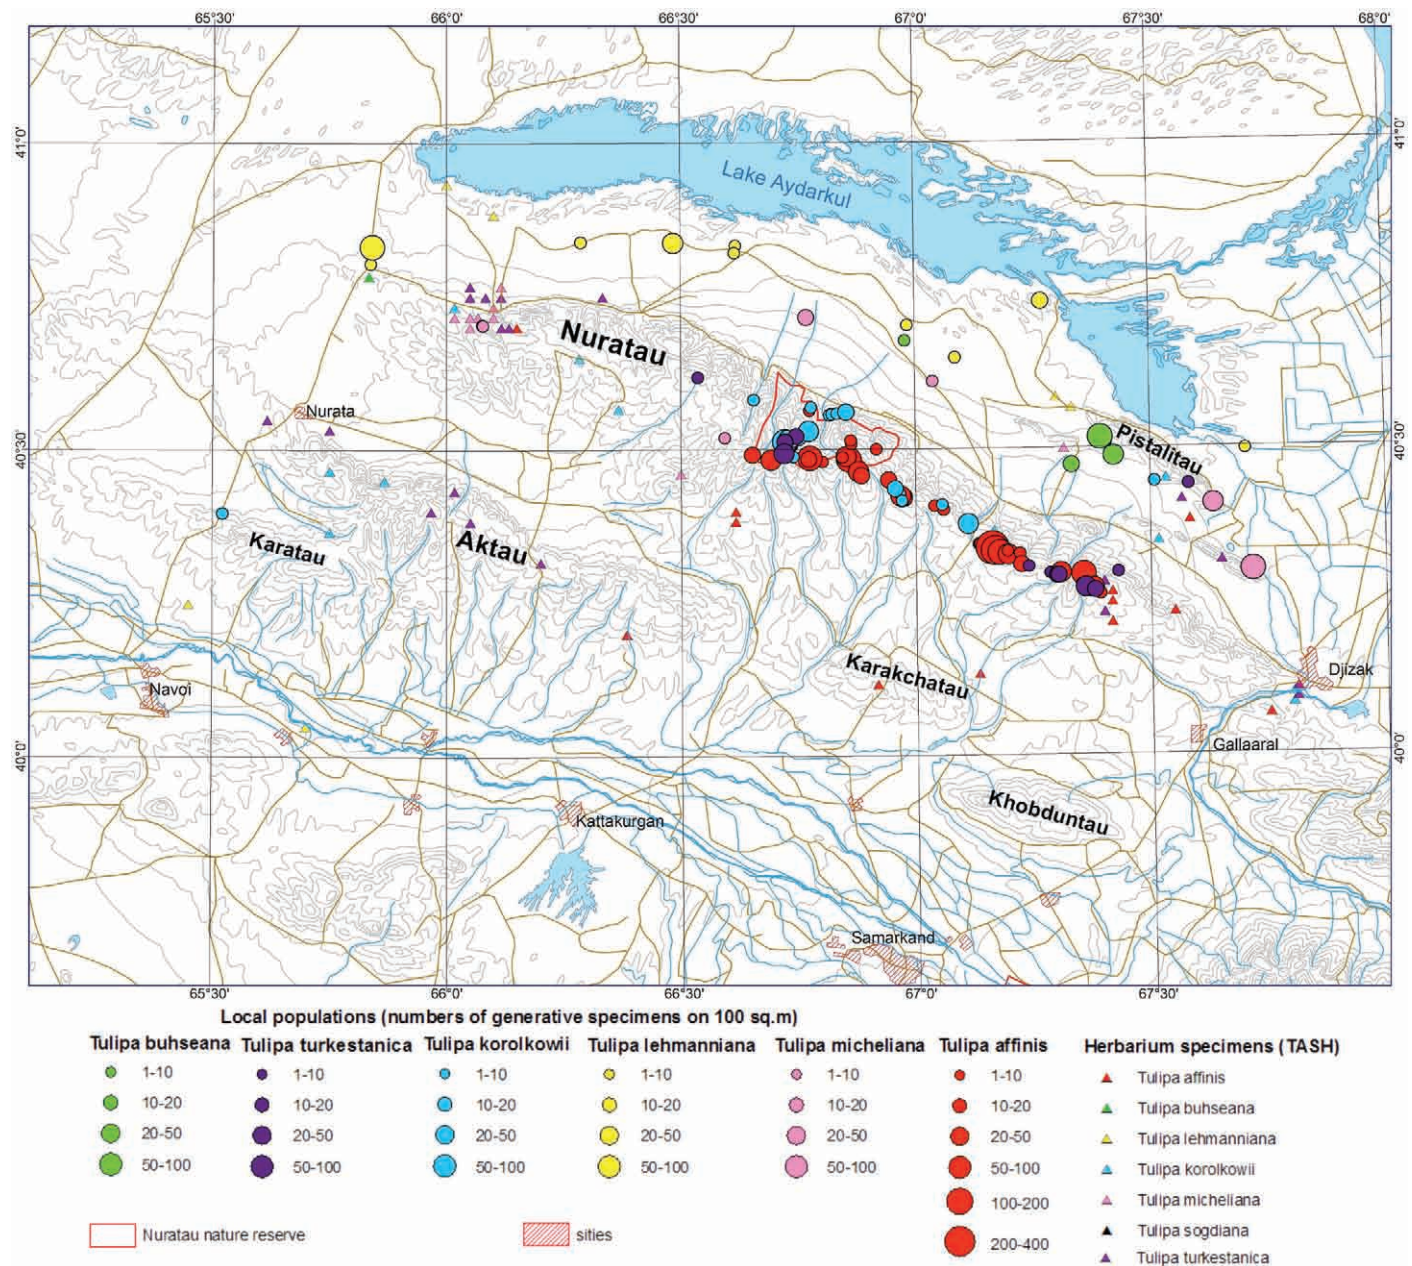 65°30' 66°0' 66°30' 67°0' 67°30' 68°0'
41°0' 41°0'
Lake Aydarkul
Nuratau
Nurata
40°30' 40°30'
Pistalitau
Karatau
Aktau
Karakchatau
Djizak
Navoi
Gallaaral
40°0' 40°0'
Khobduntau
Kattakurgan
Samarkand
65°30' 66°0' 66°30' 67°0' 67°30'
Local populations (numbers of generative specimens on 100 sq.m)
Tulipa buhseana Tulipa turkestanica Tulipa korolkowii Tulipa lehmanniana Tulipa micheliana Tulipa affinis Herbarium specimens (TASH)
1-10 1-10 1-10 1-10 1-10 1-10 Tulipa affinis
10-20 10-20 10-20 10-20 10-20 10-20 Tulipa buhseana
20-50 20-50 20-50 20-50 20-50 20-50 Tulipa lehmanniana
50-100 50-100 50-100 50-100 50-100 50-100 Tulipa korolkowii
100-200 Tulipa micheliana
Nuratau nature reserve sities 200-400 Tulipa sogdiana
Tulipa turkestanica